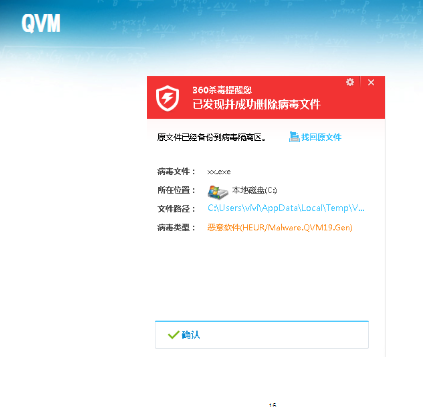 QVM
360杀毒提醒您
已发现并成功删除病毒文件
原文件已经备份到病毒隔离区。 找回原文件
病毒文件： xx.exe
所在位置： 本地磁盘(C:)
文件路径： C:\Users\vivi\AppData\Local\Temp\V...
病毒类型： 恶意软件(HEUR/Malware.QVM19.Gen)
确认